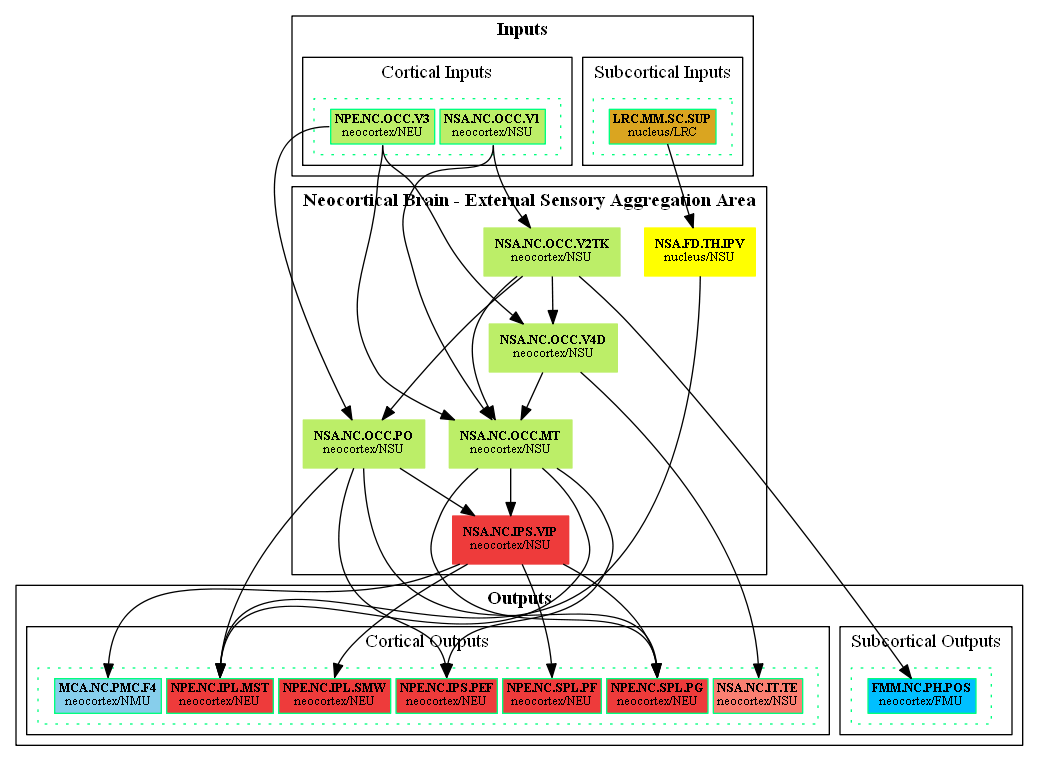 Inputs
Cortical Inputs
Subcortical Inputs
NPE.NC.OCC.V3
neocortex/NEU
NSA.NC.OCC.V1
neocortex/NSU
LRC.MM.SC.SUP
nucleus/LRC
Neocortical Brain - External Sensory Aggregation Area
NSA.NC.OCC.V2TK
neocortex/NSU
NSA.FD.TH.IPV
nucleus/NSU
NSA.NC.OCC.V4D
neocortex/NSU
NSA.NC.OCC.PO
neocortex/NSU
NSA.NC.OCC.MT
neocortex/NSU
NSA.NC.IPS.VIP
neocortex/NSU
Outputs
Cortical Outputs
Subcortical Outputs
MCA.NC.PMC.F4
neocortex/NMU
NPE.NC.IPL.MST
neocortex/NEU
NPE.NC.IPL.SMW
neocortex/NEU
NPE.NC.IPS.PEF
neocortex/NEU
NPE.NC.SPL.PF
neocortex/NEU
NPE.NC.SPL.PG
neocortex/NEU
NSA.NC.IT.TE
neocortex/NSU
FMM.NC.PH.POS
neocortex/FMU